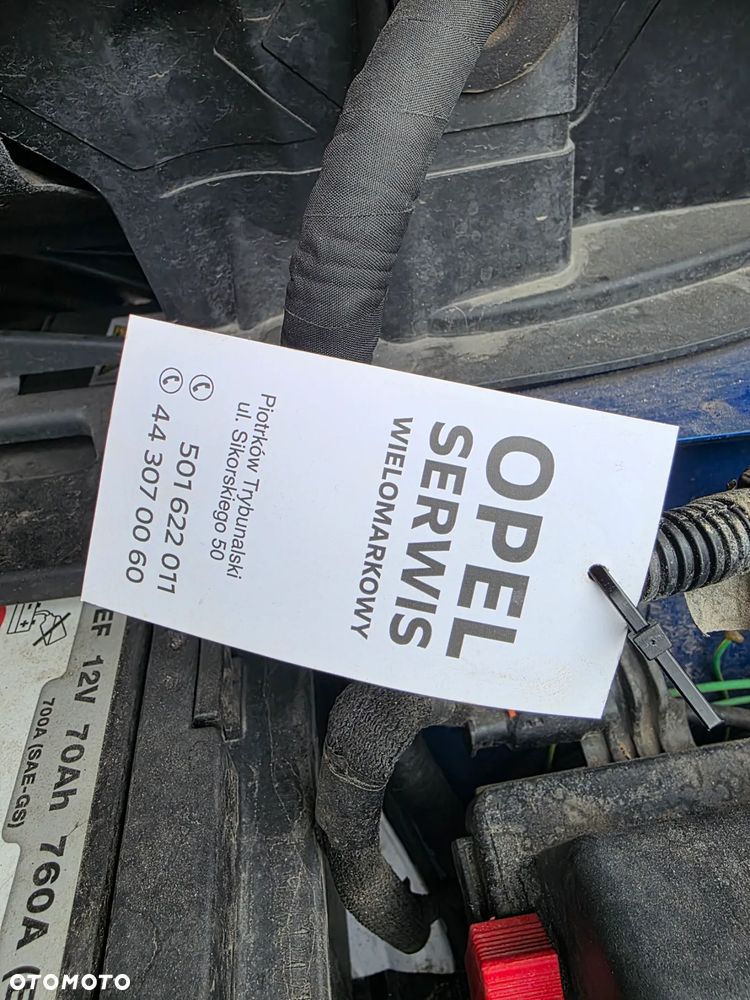 OPEL
SERWIS
WIELOMARKOWY
Piotrków Trybunalski
ul. Sikorskiego 50
501 622 011
44 307 00 60
EF 12V 70Ah 760A (E
700A (SAE-GS)
OTOMOTO